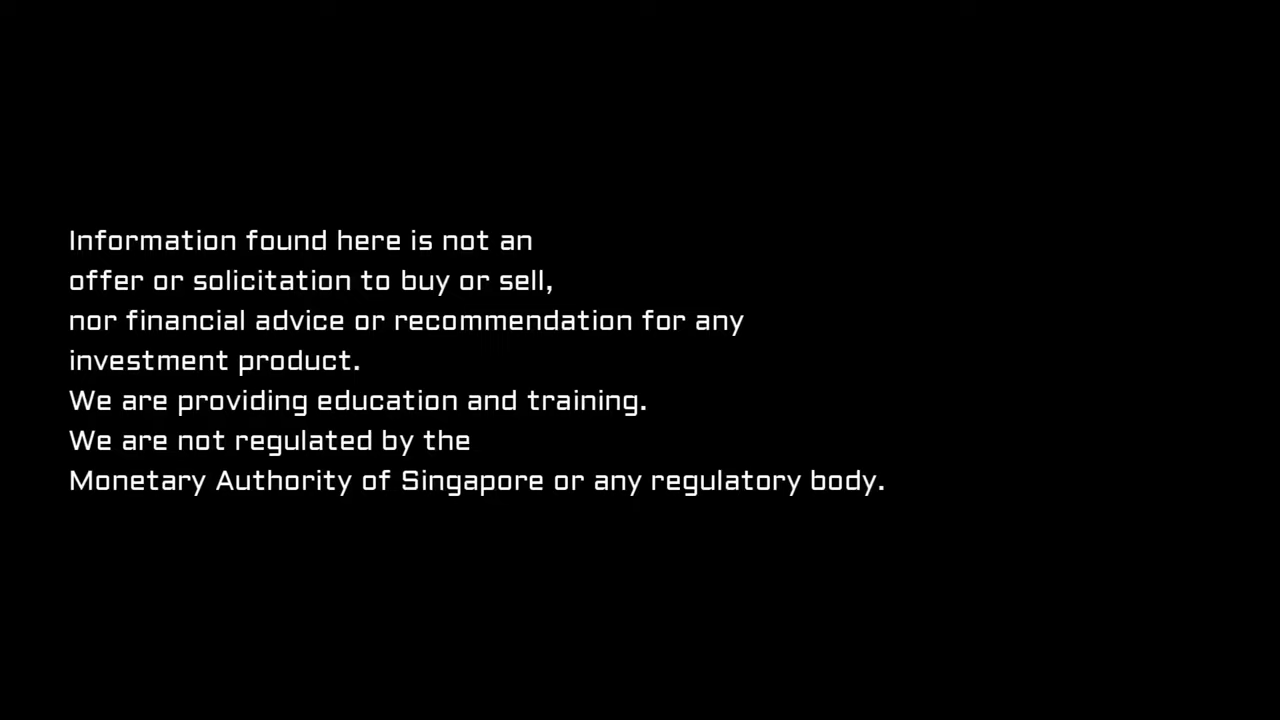 Information found here is not an
offer or solicitation to buy or sell,
nor financial advice or recommendation for any
investment product.
We are providing education and training.
We are not regulated by the
Monetary Authority of Singapore or any regulatory body.